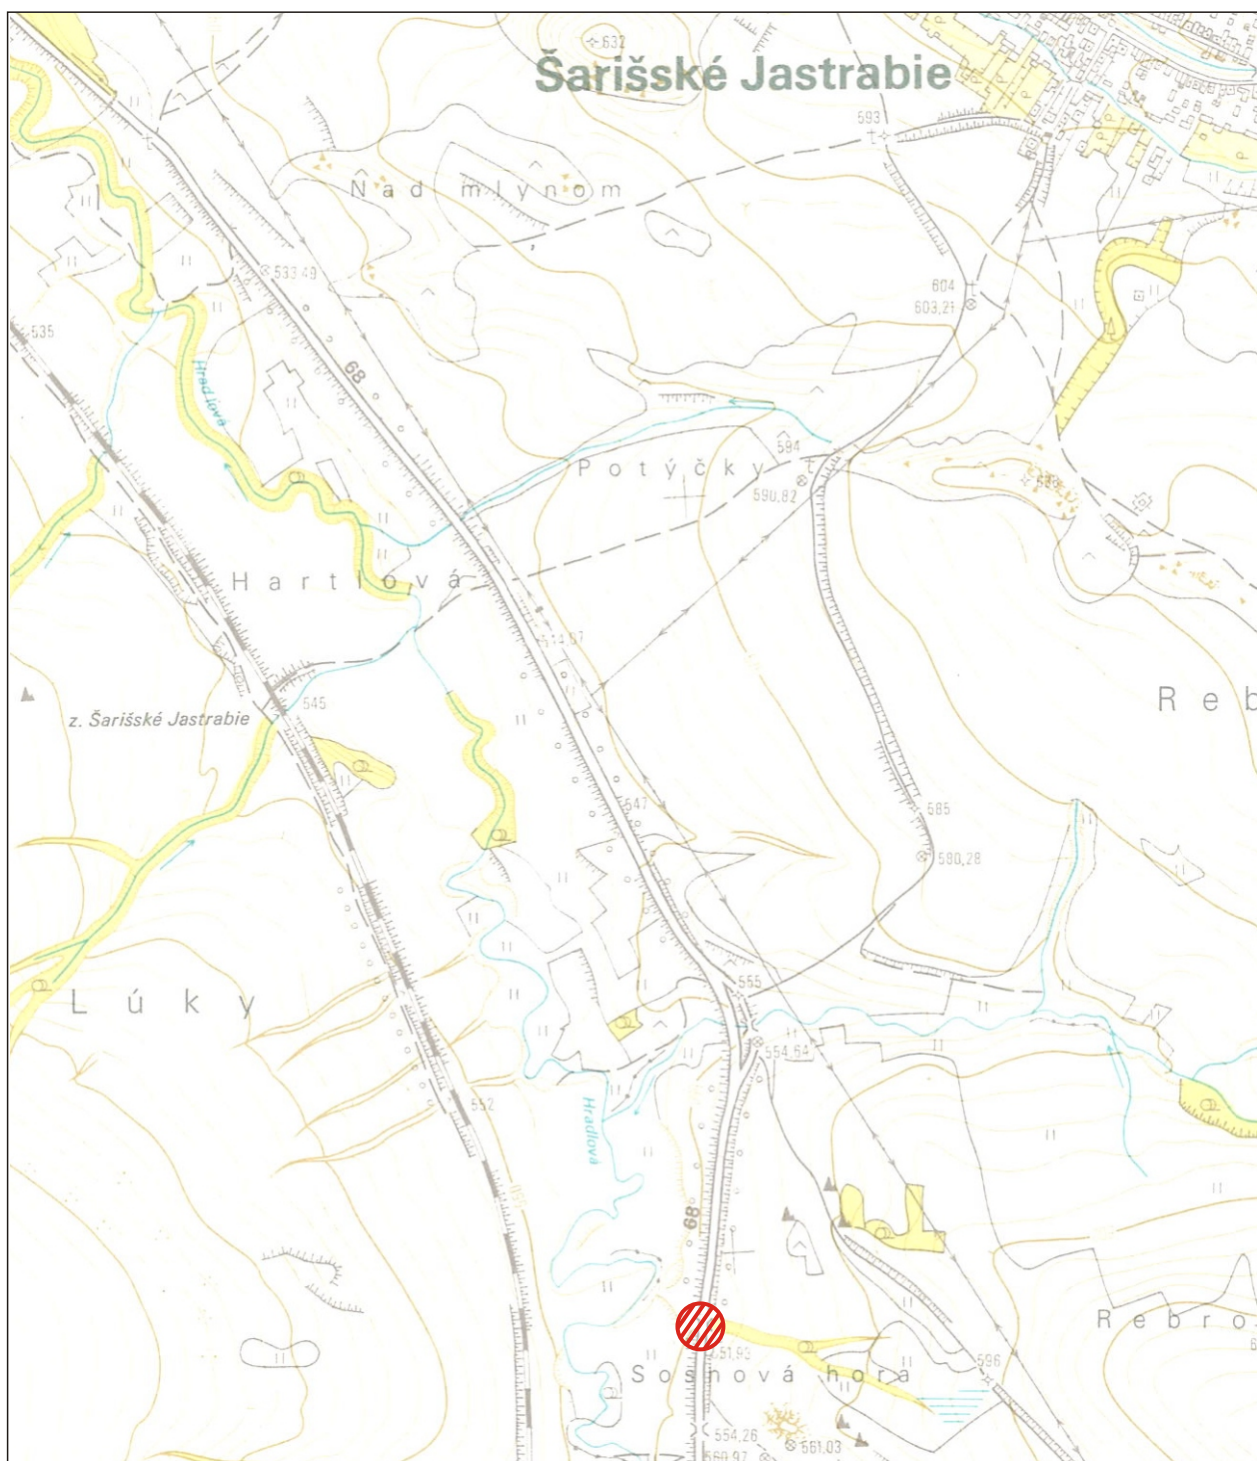 632
Šarišské Jastrabie
593
Nad mlynom
533,49
604
603,21
535
68
Hradlová
594
Potýčky
590,82
Hartlová
545
z. Šarišské Jastrabie
Reb
547
585
580,28
Lúky
555
554,64
552
Hradlová
68
Rebro
551,93
Sosnová hora
596
554,26
561,03
560,97